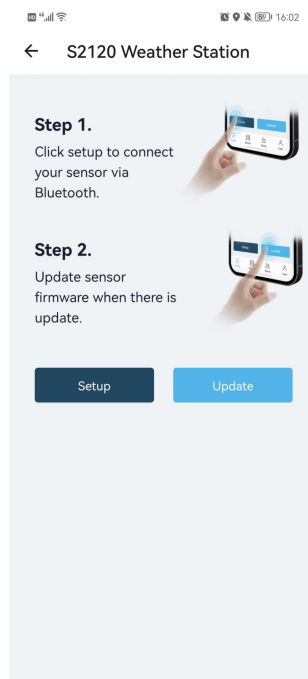 16:02
S2120 Weather Station
Step 1.
Click setup to connect
your sensor via
Bluetooth.
Step 2.
Update sensor
firmware when there is
update.
Setup
Update